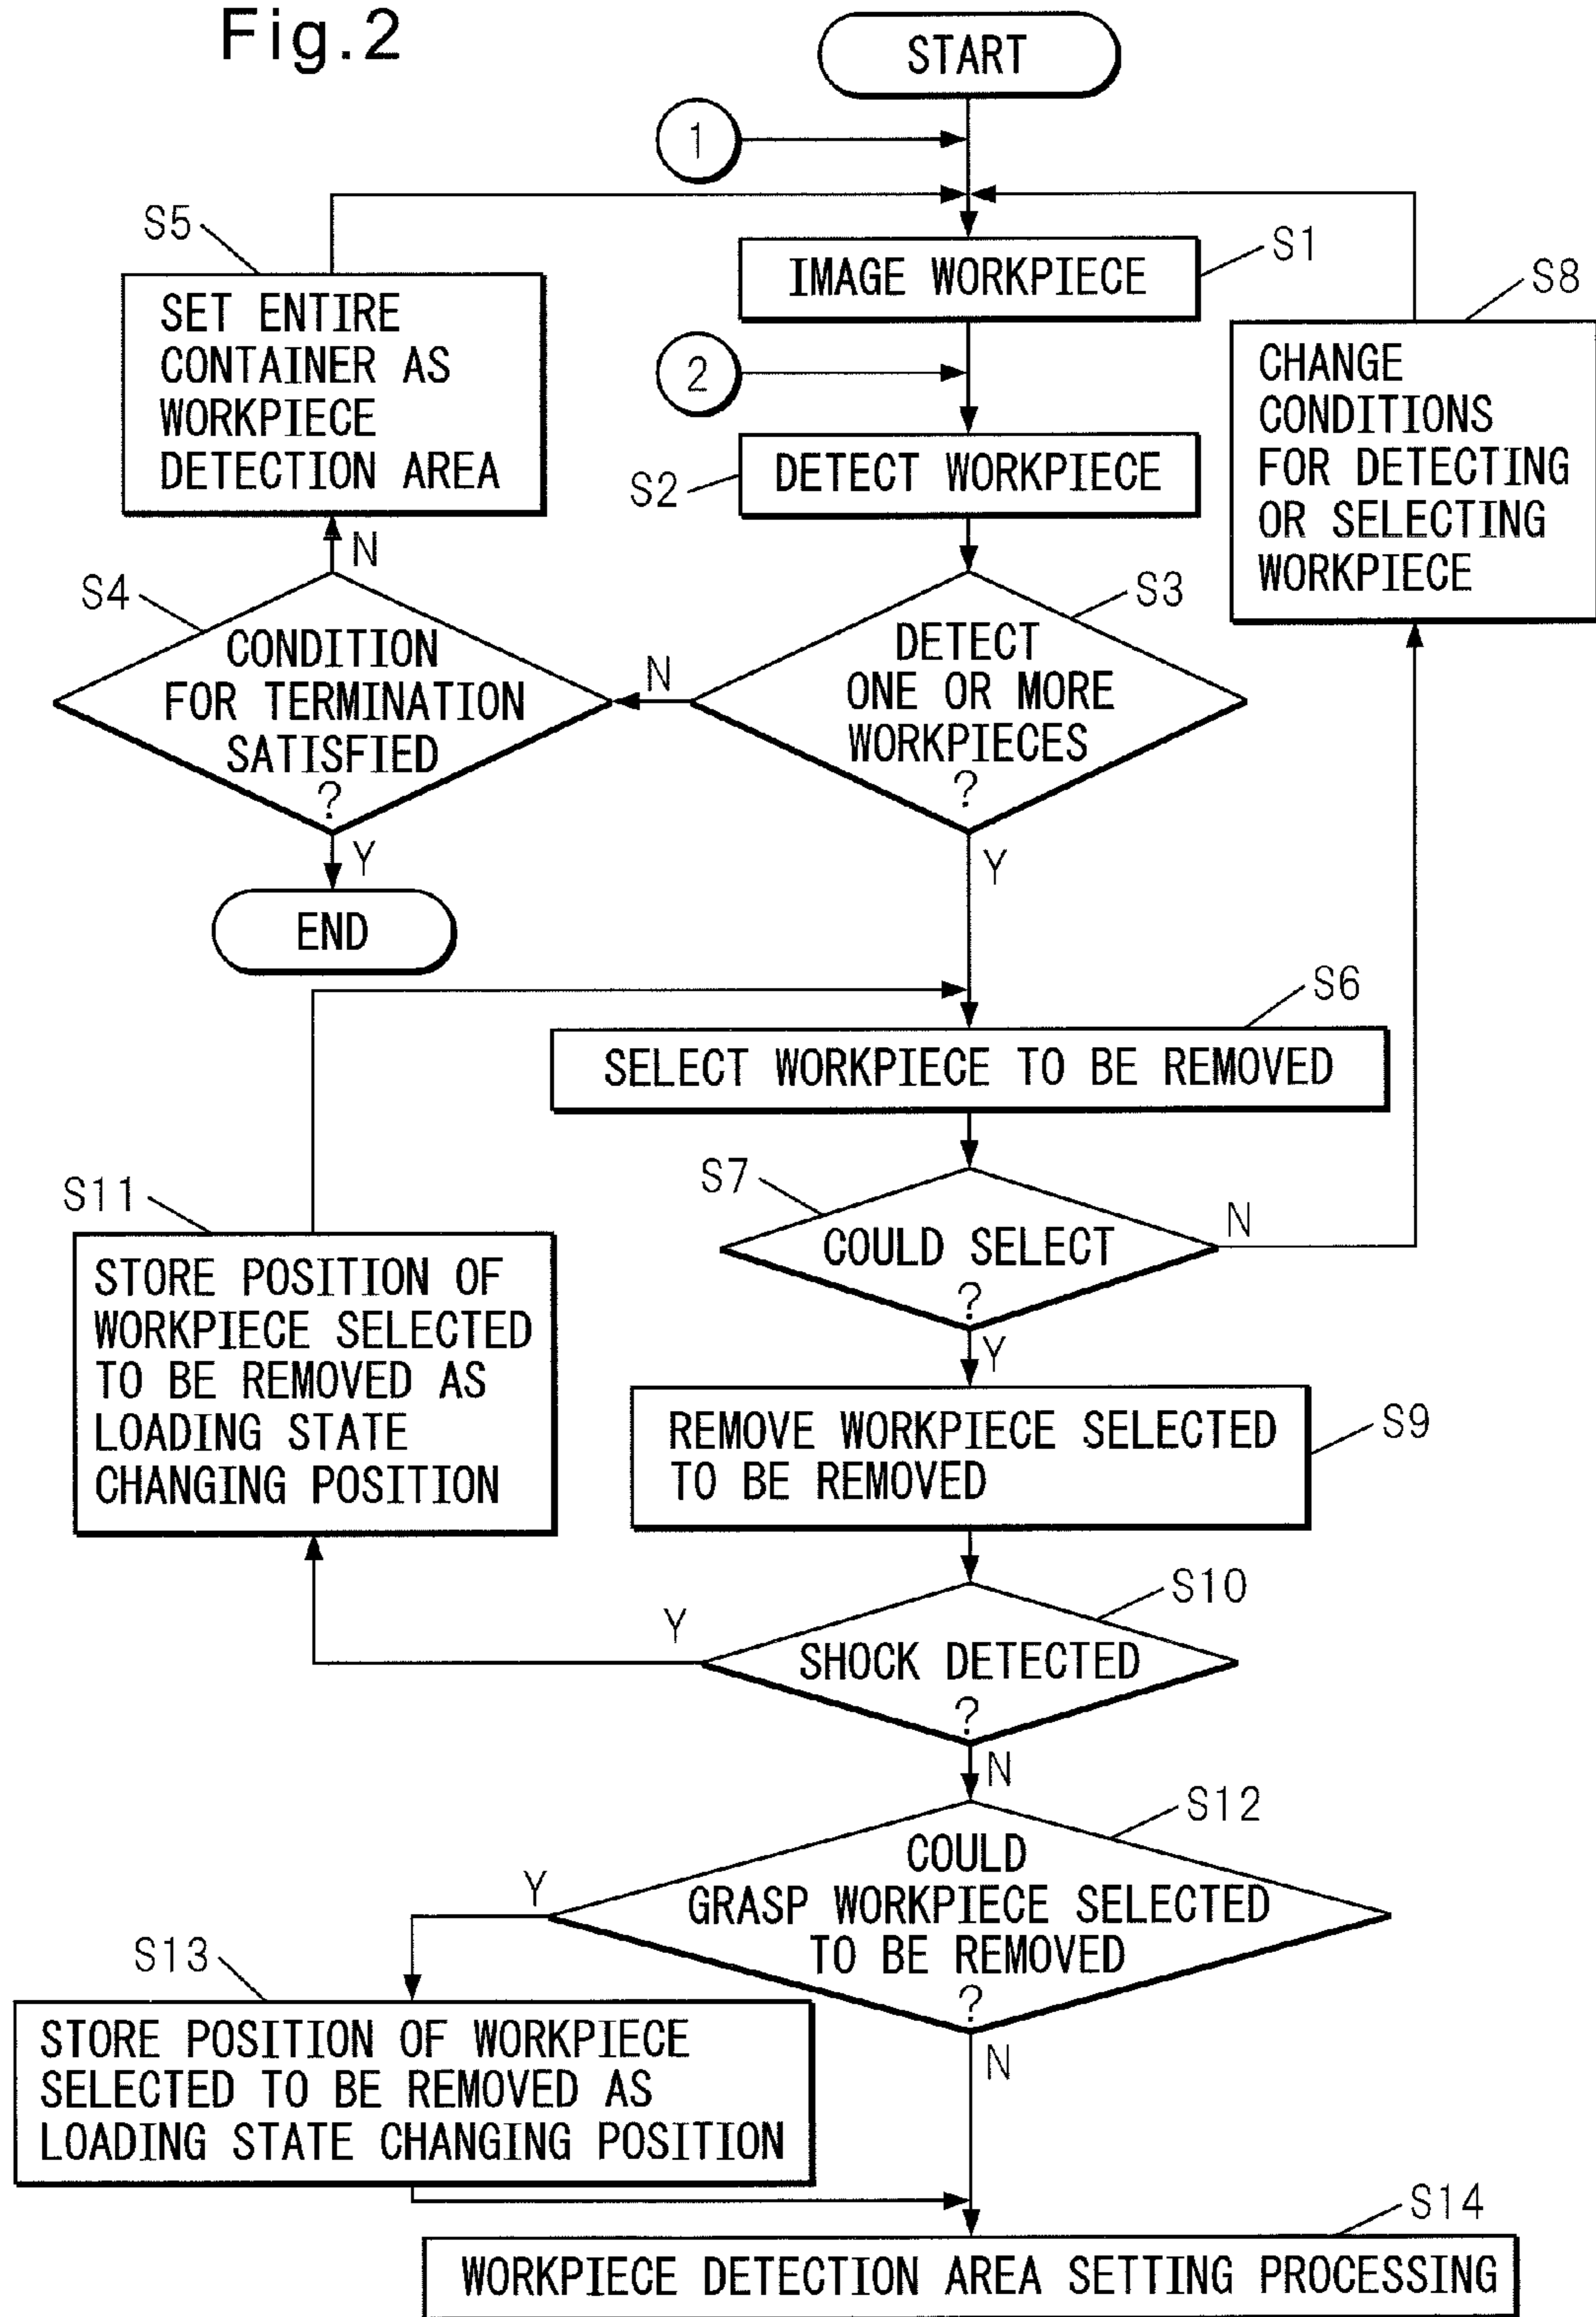 Fig.2
START
1
S5
S1
IMAGE WORKPIECE
S8
SET ENTIRE
CONTAINER AS
WORKPIECE
DETECTION AREA
2
CHANGE
CONDITIONS
FOR DETECTING
OR SELECTING
WORKPIECE
S2
DETECT WORKPIECE
N
S4
S3
CONDITION
FOR TERMINATION
SATISFIED
?
N
DETECT
ONE OR MORE
WORKPIECES
?
Y
Y
END
S6
SELECT WORKPIECE TO BE REMOVED
S7
S11
COULD SELECT
?
N
STORE POSITION OF
WORKPIECE SELECTED
TO BE REMOVED AS
LOADING STATE
CHANGING POSITION
Y
REMOVE WORKPIECE SELECTED
TO BE REMOVED
S9
S10
Y
SHOCK DETECTED
?
N
S12
COULD
GRASP WORKPIECE SELECTED
TO BE REMOVED
?
Y
S13
N
STORE POSITION OF WORKPIECE
SELECTED TO BE REMOVED AS
LOADING STATE CHANGING POSITION
S14
WORKPIECE DETECTION AREA SETTING PROCESSING